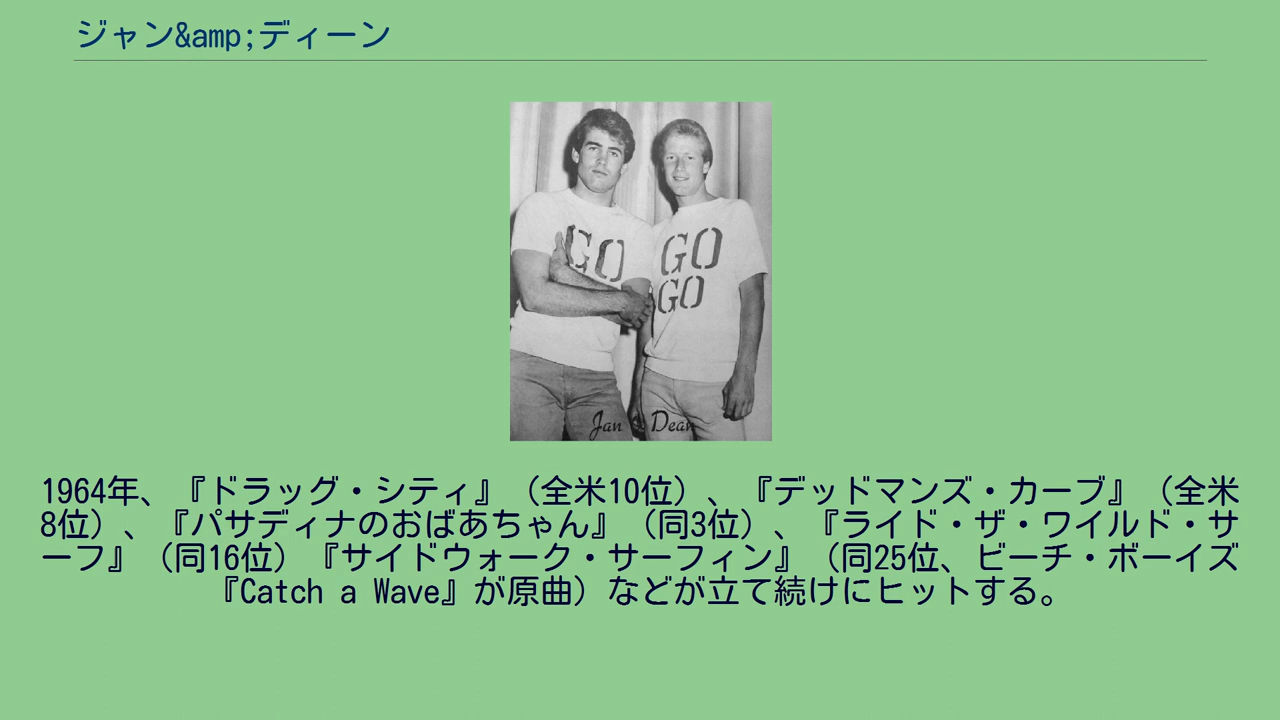 ジャン&amp;ディーン
GO
GO
GO
Jan & Dean
1964年、『ドラッグ・シティ』（全米10位）、『デッドマンズ・カーブ』（全米
8位）、『パサディナのおばあちゃん』（同3位）、『ライド・ザ・ワイルド・サ
ーフ』（同16位）『サイドウォーク・サーフィン』（同25位、ビーチ・ボーイズ
『Catch a Wave』が原曲）などが立て続けにヒットする。